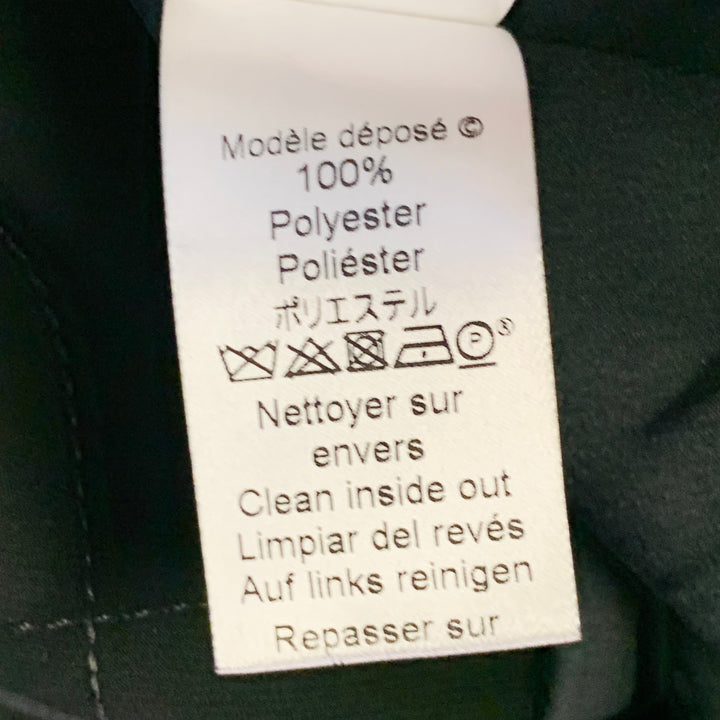 Modèle déposé ©
100%
Polyester
Poliéster
ポリエステル
P ®
Nettoyer sur
envers
Clean inside out
Limpiar del revés
Auf links reinigen
Repasser sur